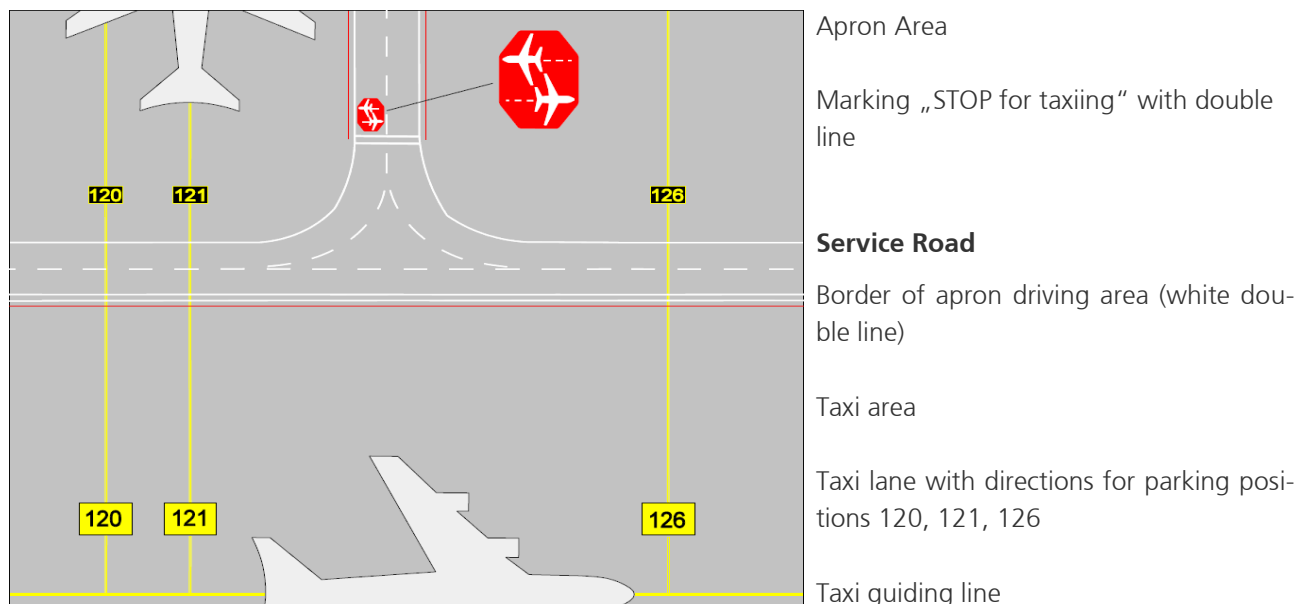 Apron Area
Marking „STOP for taxiing“ with double
line
120 121 126
Service Road
Border of apron driving area (white dou-
ble line)
Taxi area
Taxi lane with directions for parking posi-
tions 120, 121, 126
120 121 126
Taxi guiding line